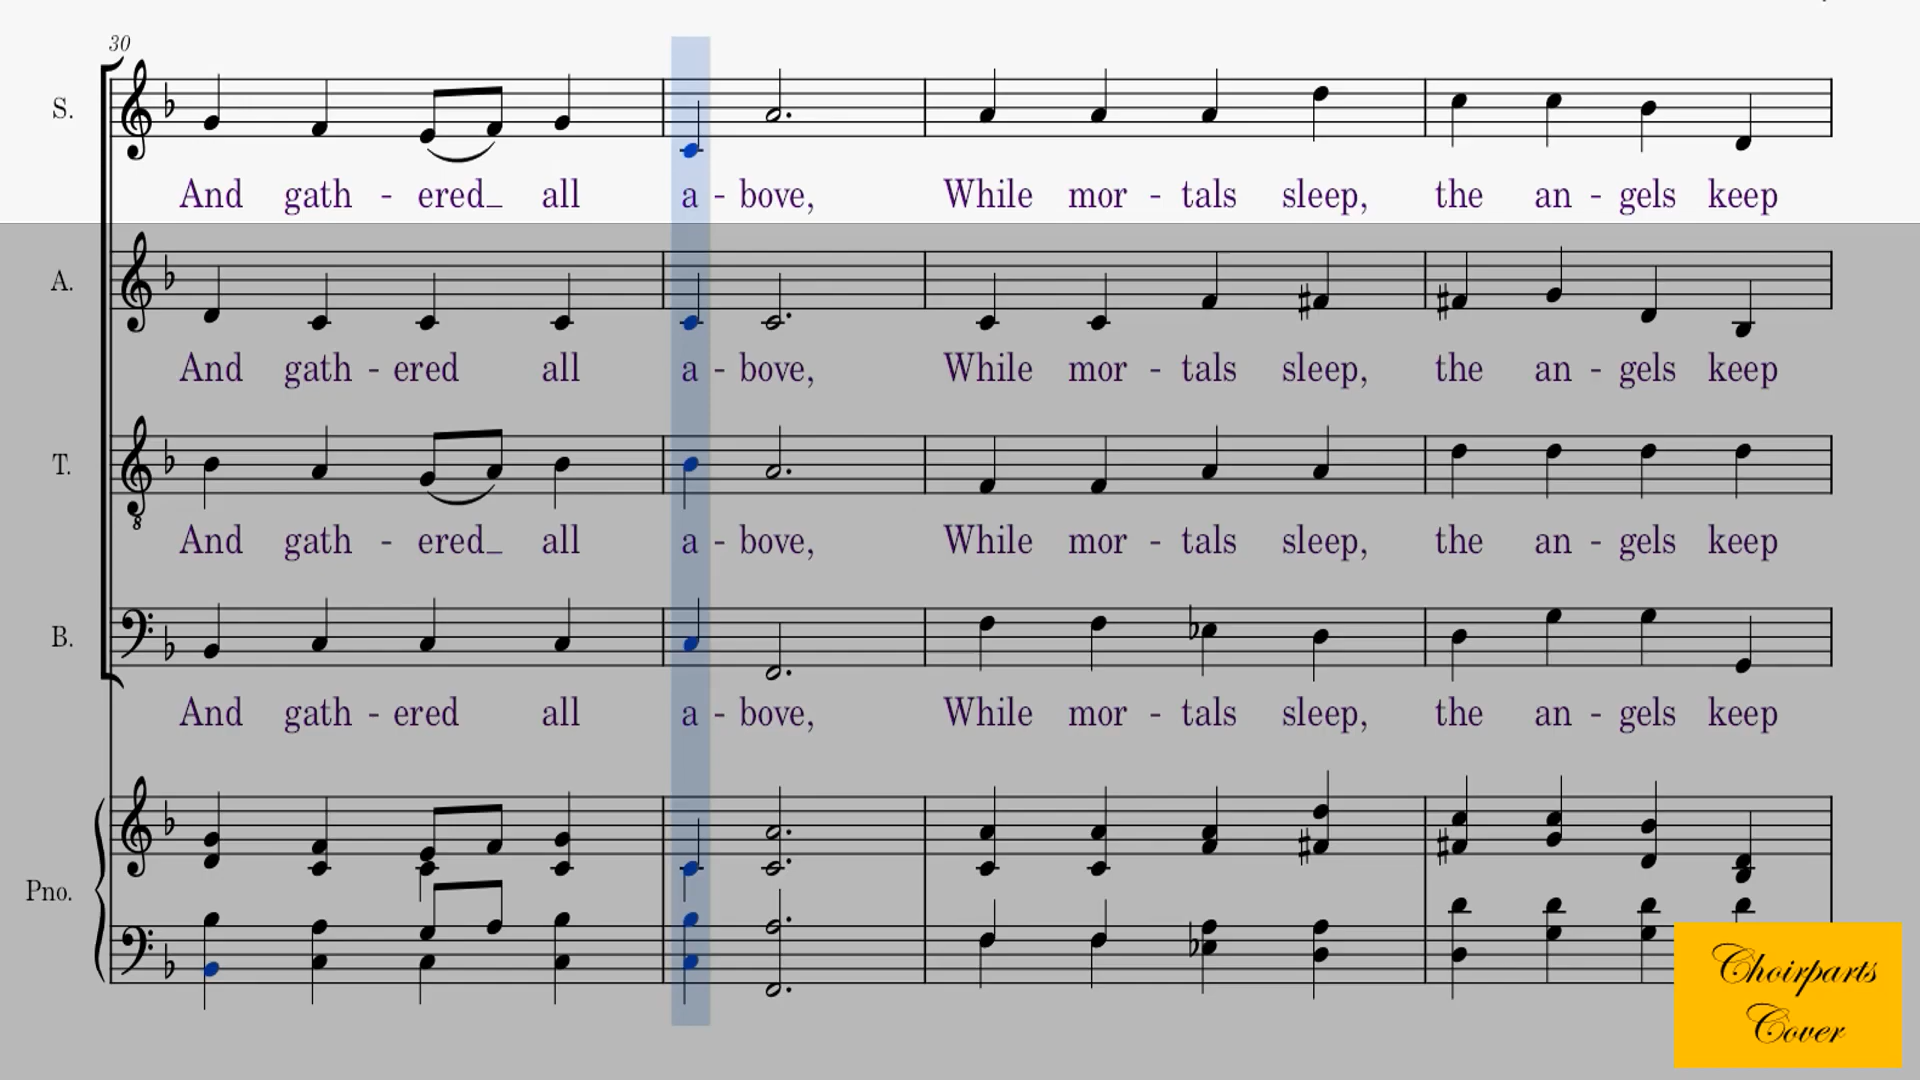 30
S.
And gath - ered_ all a - bove, While mor - tals sleep, the an - gels keep
A.
And gath - ered all a - bove, While mor - tals sleep, the an - gels keep
T.
8
And gath - ered_ all a - bove, While mor - tals sleep, the an - gels keep
B.
And gath - ered all a - bove, While mor - tals sleep, the an - gels keep
Pno.
Choirparts
Cover